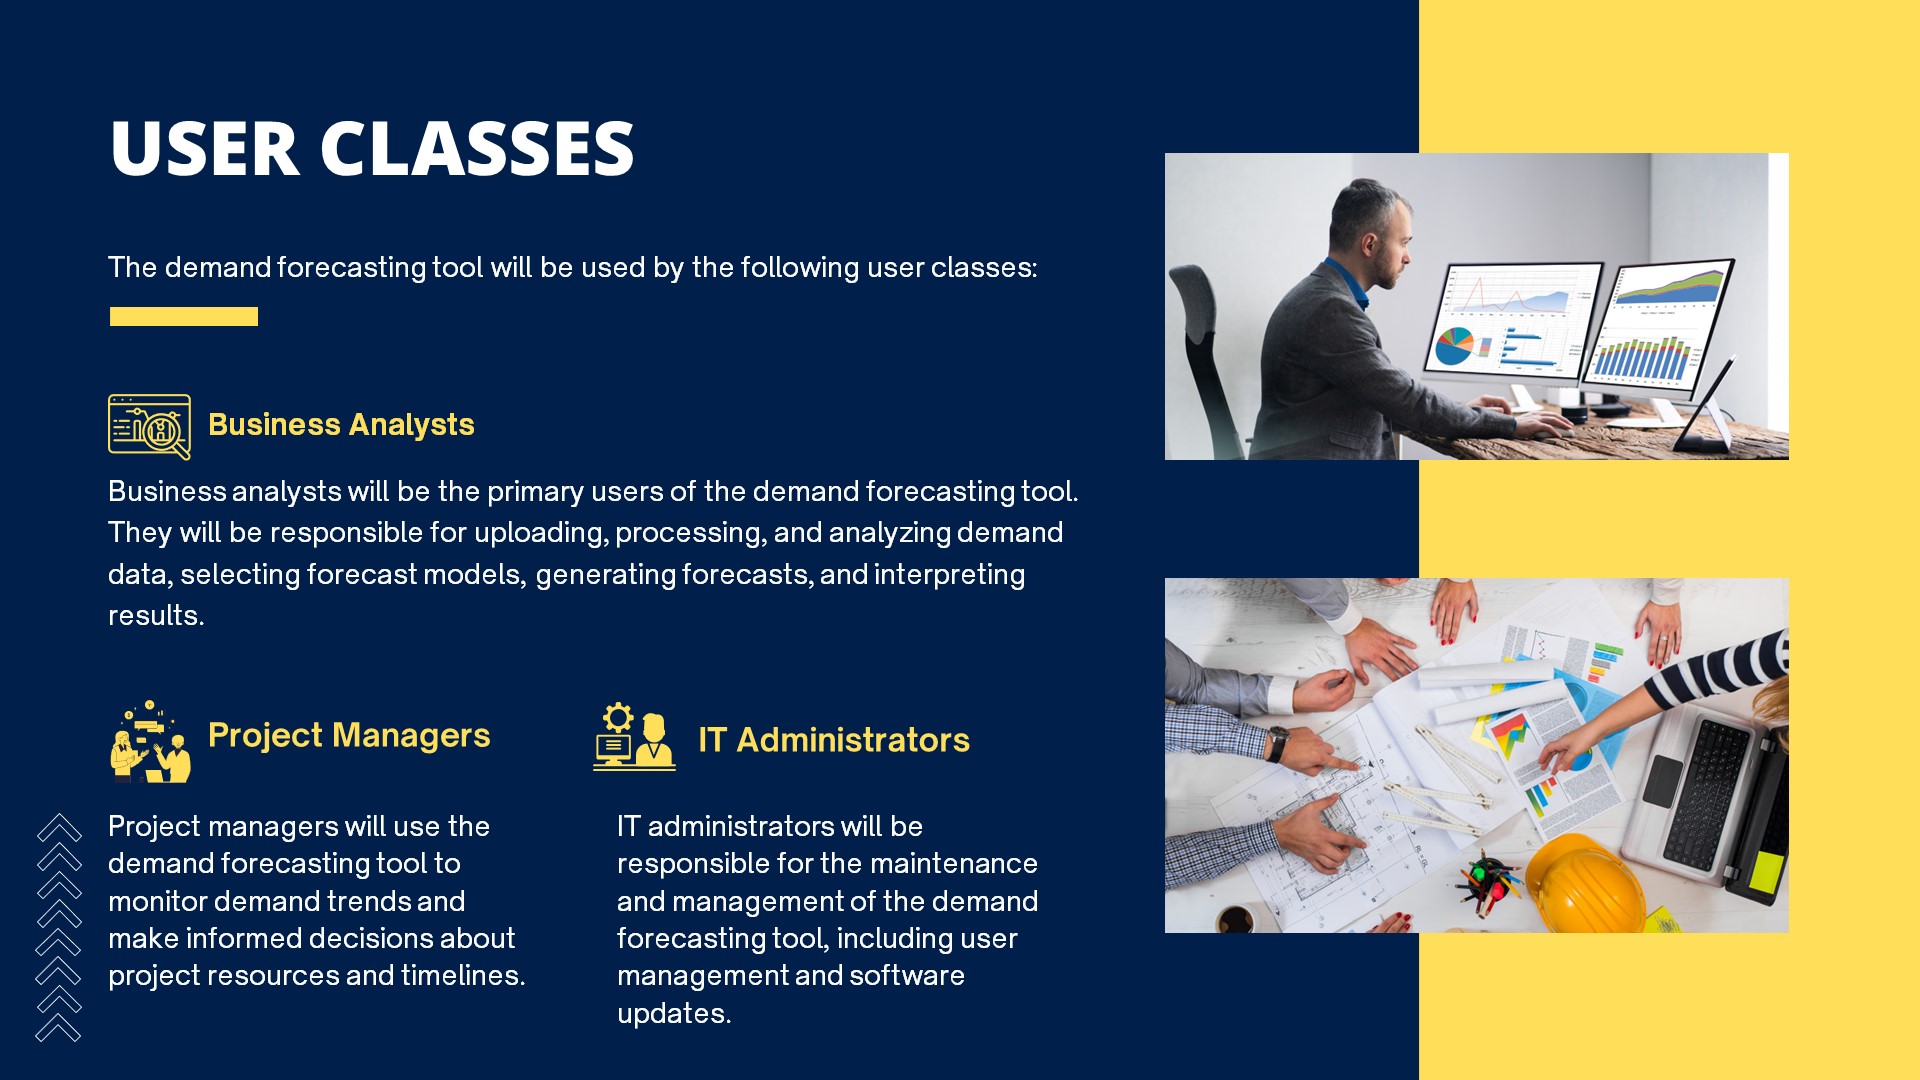 USER CLASSES
The demand forecasting tool will be used by the following user classes:
Business Analysts
Business analysts will be the primary users of the demand forecasting tool.
They will be responsible for uploading, processing, and analyzing demand
data, selecting forecast models, generating forecasts, and interpreting
results.
Project Managers
Project managers will use the
demand forecasting tool to
monitor demand trends and
make informed decisions about
project resources and timelines.
IT Administrators
IT administrators will be
responsible for the maintenance
and management of the demand
forecasting tool, including user
management and software
updates.